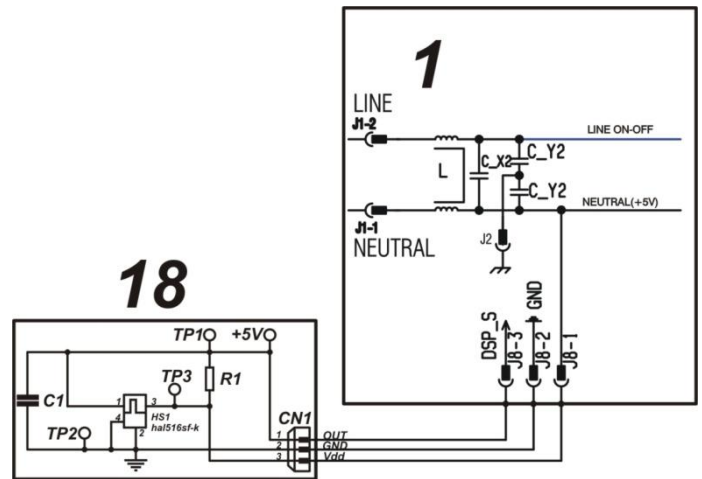 1
LINE
J1-2
LINE ON-OFF
C_X2
C_Y2
L
C_Y2
NEUTRAL(+5V)
J1-1
NEUTRAL
J2
18
DSP_S
J8-3
GND
J8-2
J8-1
TP1
+5V
TP3
R1
C1
1
3
4
HS1
hal516sf-k
2
TP2
CN1
1
OUT
2
GND
3
Vdd